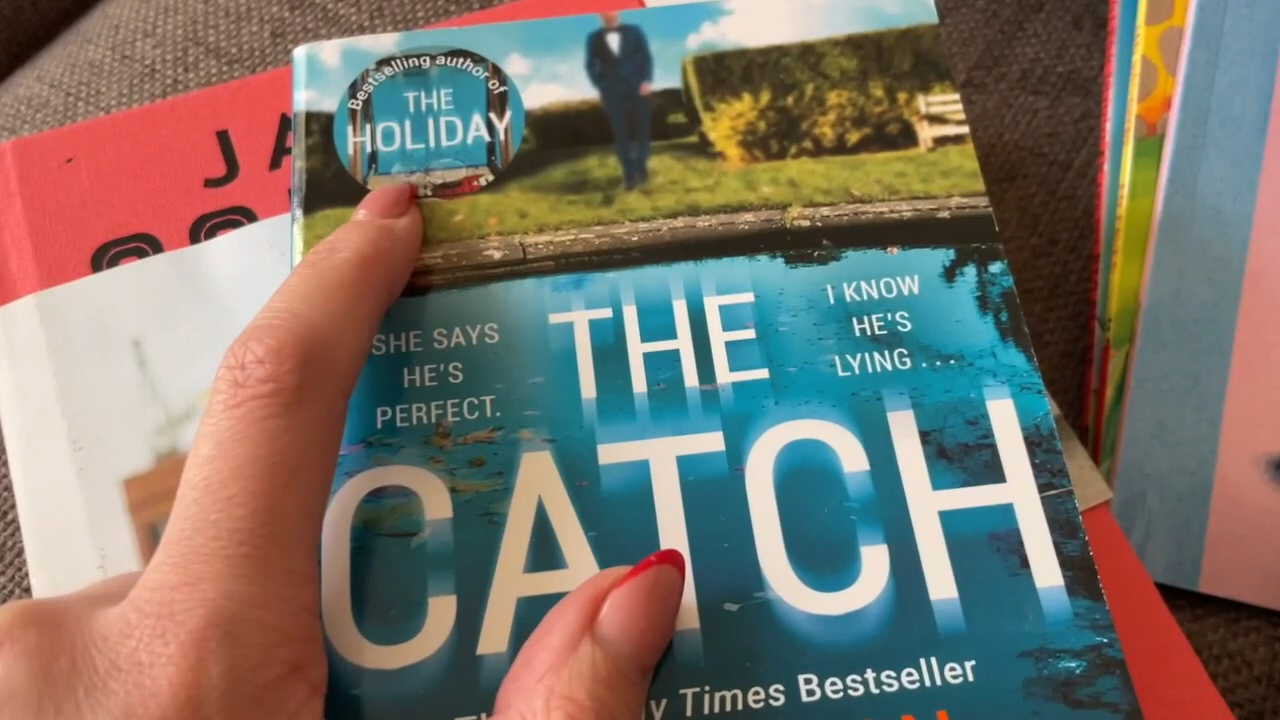 Bestselling author of
THE
HOLIDAY
SHE SAYS
HE'S
PERFECT.
THE
I KNOW
HE'S
LYING . . .
CATCH
Times Bestseller